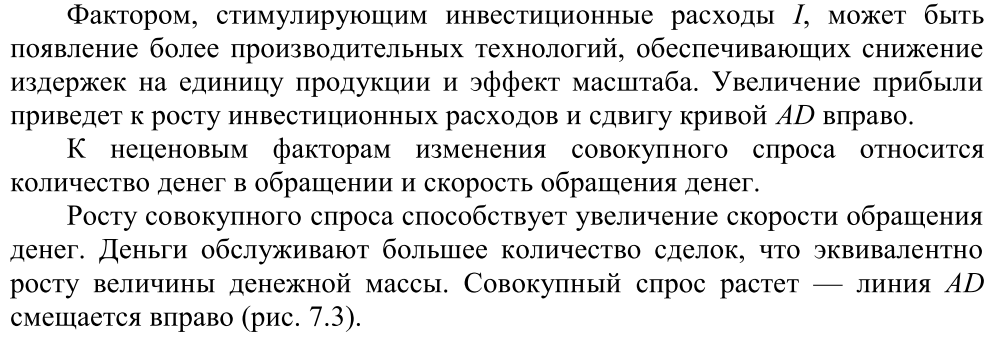 Фактором, стимулирующим инвестиционные расходы I, может быть
появление более производительных технологий, обеспечивающих снижение
издержек на единицу продукции и эффект масштаба. Увеличение прибыли
приведет к росту инвестиционных расходов и сдвигу кривой AD вправо.
К неценовым факторам изменения совокупного спроса относится
количество денег в обращении и скорость обращения денег.
Росту совокупного спроса способствует увеличение скорости обращения
денег. Деньги обслуживают большее количество сделок, что эквивалентно
росту величины денежной массы. Совокупный спрос растет — линия AD
смещается вправо (рис. 7.3).